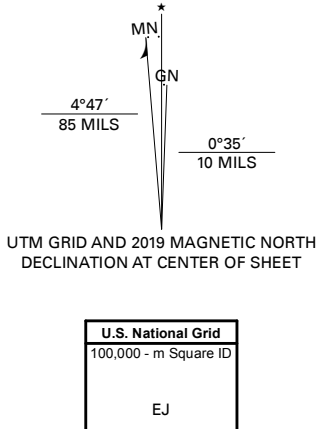 ★
MN
GN
4°47´
85 MILS
0°35´
10 MILS
UTM GRID AND 2019 MAGNETIC NORTH
DECLINATION AT CENTER OF SHEET
U.S. National Grid
100,000 - m Square ID
EJ